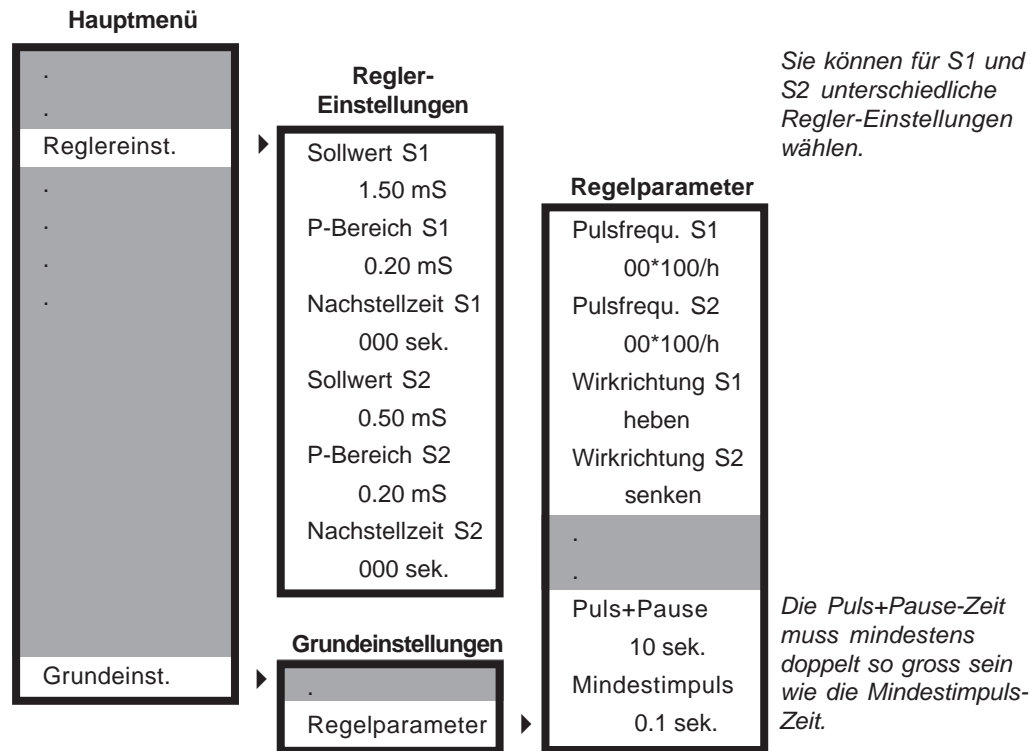 Hauptmenü
.
.
Reglereinst.
.
.
.
.
Grundeinst.
Regler-
Einstellungen
Sollwert S1
1.50 mS
P-Bereich S1
0.20 mS
Nachstellzeit S1
000 sek.
Sollwert S2
0.50 mS
P-Bereich S2
0.20 mS
Nachstellzeit S2
000 sek.
Grundeinstellungen
.
Regelparameter
Regelparameter
Pulsfrequ. S1
00*100/h
Pulsfrequ. S2
00*100/h
Wirkrichtung S1
heben
Wirkrichtung S2
senken
.
.
Puls+Pause
10 sek.
Mindestimpuls
0.1 sek.
Sie können für S1 und
S2 unterschiedliche
Regler-Einstellungen
wählen.
Die Puls+Pause-Zeit
muss mindestens
doppelt so gross sein
wie die Mindestimpuls-
Zeit.